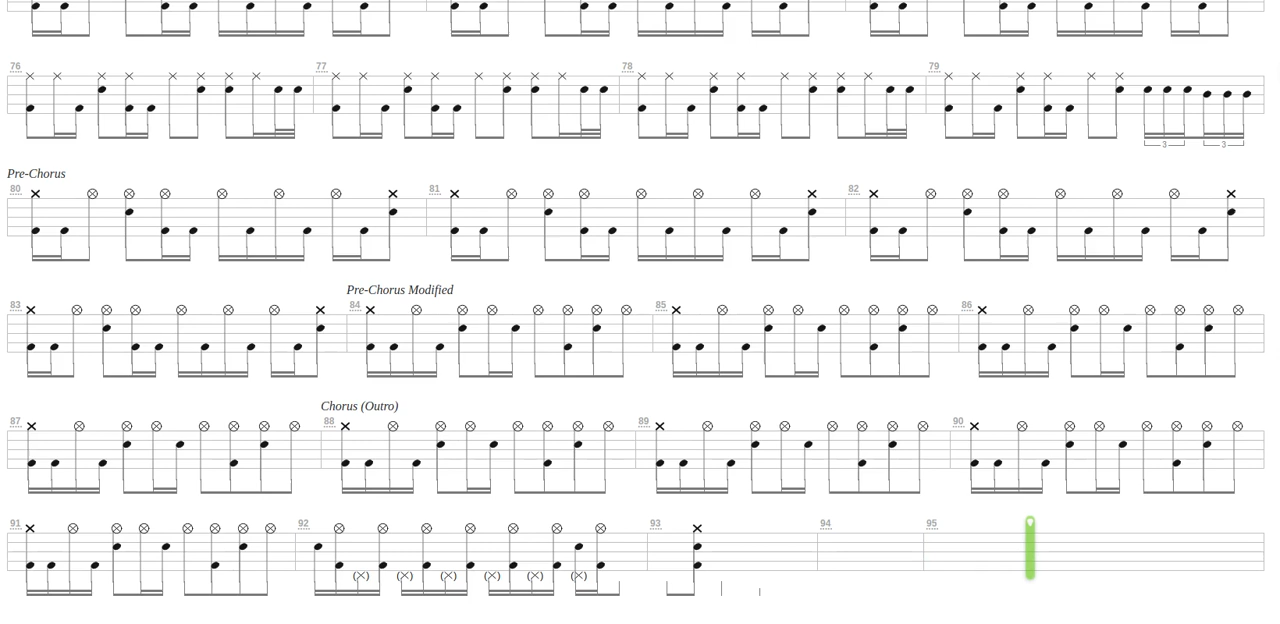 76 77 78 79
3 3
Pre-Chorus
80 81 82
Pre-Chorus Modified
83 84 85 86
Chorus (Outro)
87 88 89 90
91 92 93 94 95